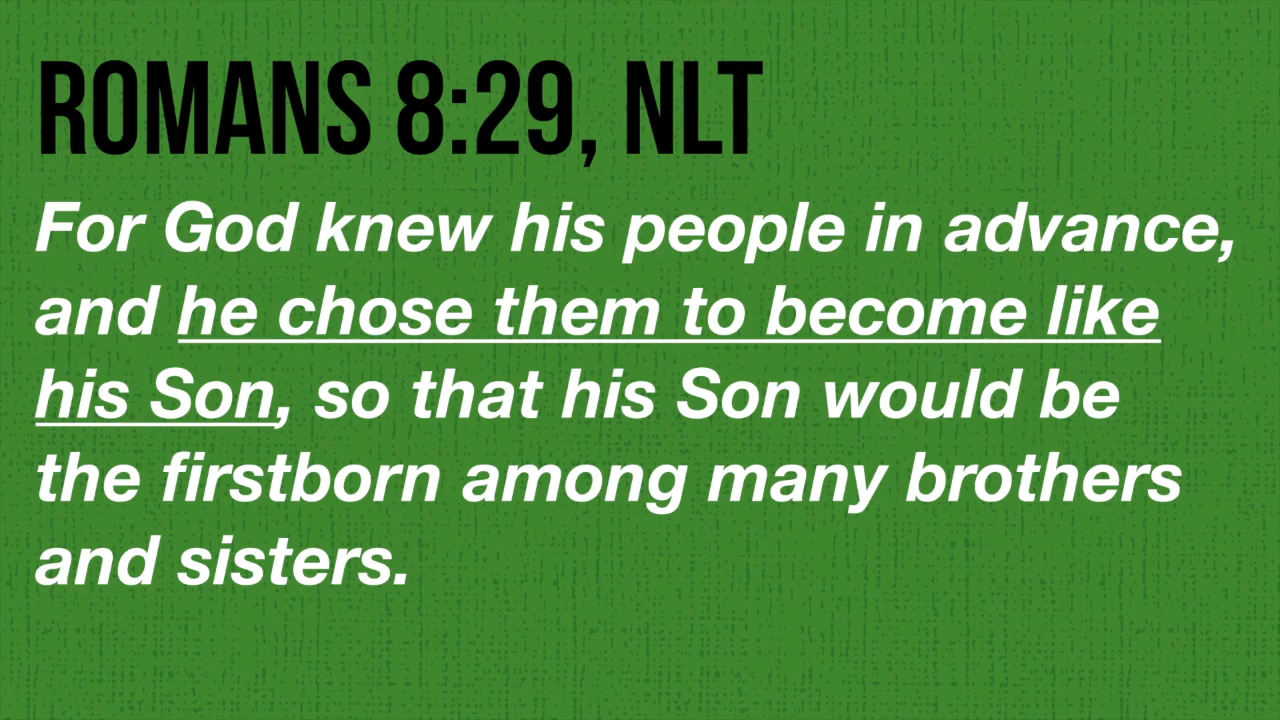 ROMANS 8:29, NLT
For God knew his people in advance,
and he chose them to become like
his Son, so that his Son would be
the firstborn among many brothers
and sisters.